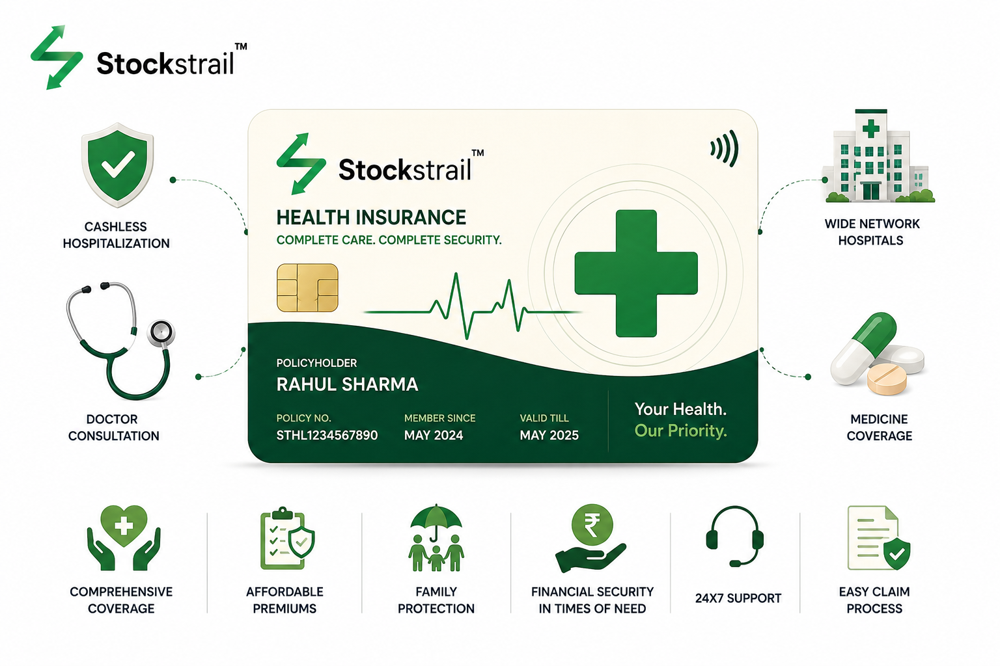 Stockstrail™
CASHLESS
HOSPITALIZATION
DOCTOR
CONSULTATION
Stockstrail™
HEALTH INSURANCE
COMPLETE CARE. COMPLETE SECURITY.
POLICYHOLDER
RAHUL SHARMA
POLICY NO.
STHL1234567890
MEMBER SINCE
MAY 2024
VALID TILL
MAY 2025
Your Health.
Our Priority.
WIDE NETWORK
HOSPITALS
MEDICINE
COVERAGE
COMPREHENSIVE
COVERAGE
AFFORDABLE
PREMIUMS
FAMILY
PROTECTION
₹
FINANCIAL SECURITY
IN TIMES OF NEED
24X7 SUPPORT
EASY CLAIM
PROCESS